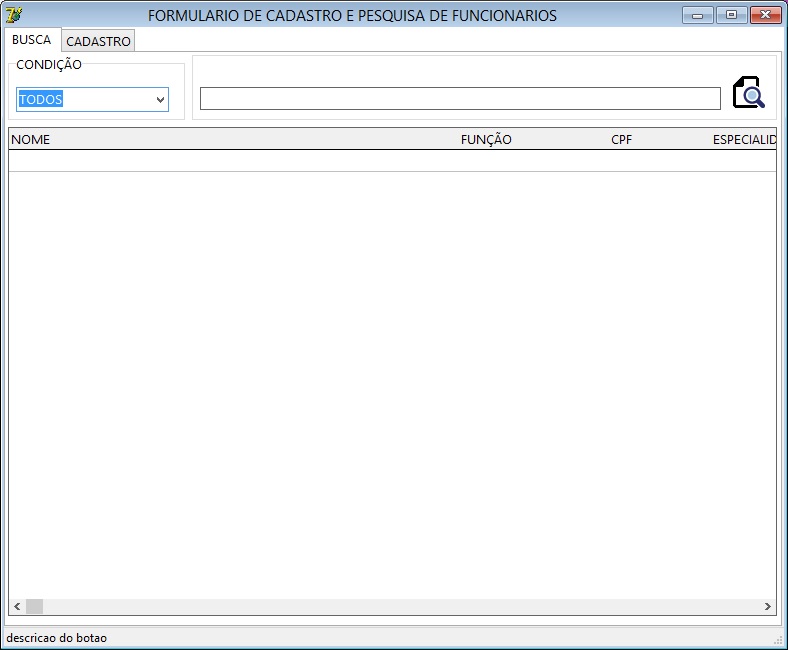 FORMULARIO DE CADASTRO E PESQUISA DE FUNCIONARIOS
BUSCA CADASTRO
CONDIÇÃO
TODOS
NOME FUNÇÃO CPF ESPECIALID
descricao do botao